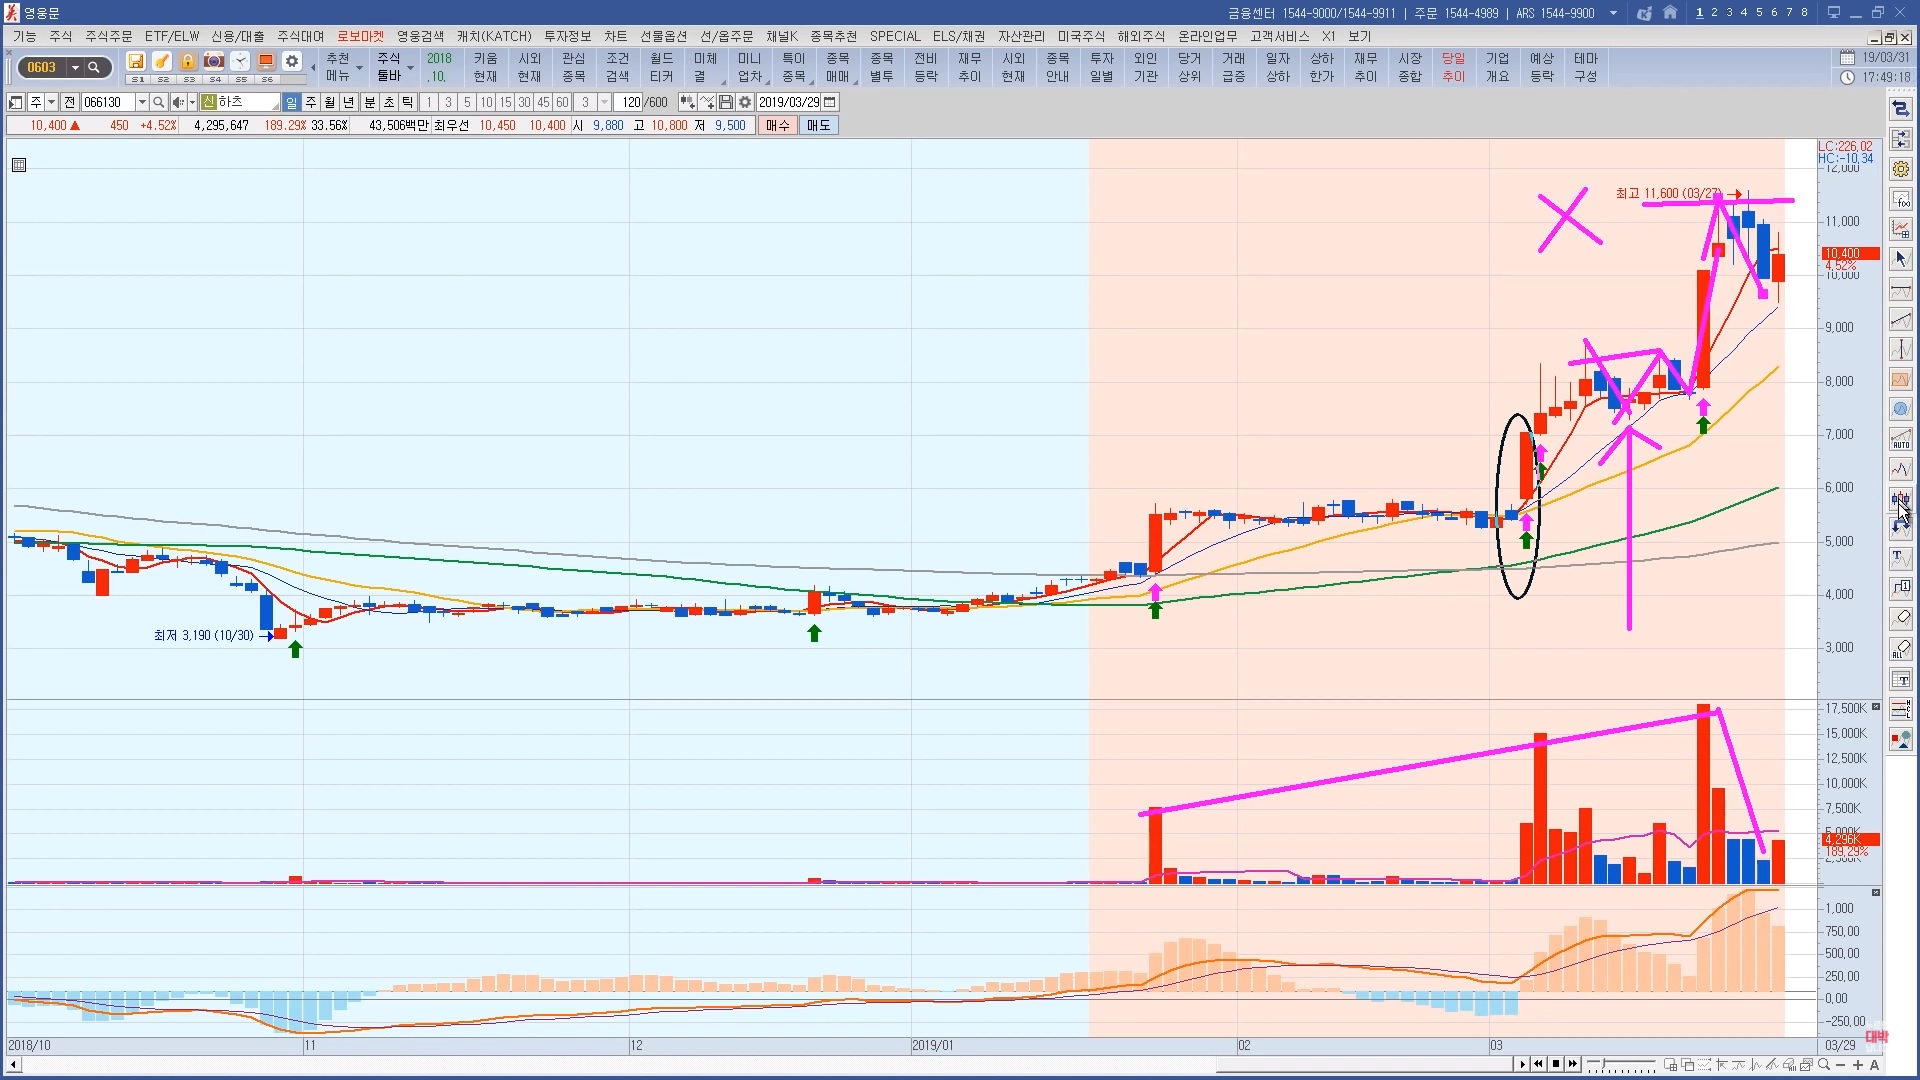 영웅문
금융센터 1544-9000/1544-9911 | 주문 1544-4989 | ARS 1544-9900
1 2 3 4 5 6 7 8
기능 주식 주식주문 ETF/ELW 신용/대출 주식대여 로보마켓 영웅검색 캐치(KATCH) 투자정보 차트 선물옵션 선/옵주문 채널K 종목추천 SPECIAL ELS/채권 자산관리 미국주식 해외주식 온라인업무 고객서비스 X1 보기
0603
S1 S2 S3 S4 S5 S6
추천 주식 2018 키움 시외 관심 조건 월드 미체 미니 특이 종목 종목 전비 재무 시외 종목 투자 외인 당거 거래 일자 상하 재무 시장 당일 기업 예상 테마
메뉴 툴바 .10. 현재 현재 종목 검색 티커 결 업차 종목 매매 별투 등락 추이 현재 안내 일별 기관 상위 급증 상하 한가 추이 종합 추이 개요 등락 구성
19/03/31
17:49:18
주 전 066130 신 하츠 일 주 월 년 분 초 틱 1 3 5 10 15 30 45 60 3 120 /600 2019/03/29
10,400 ▲ 450 +4.52% 4,295,647 189.29% 33.56% 43,506백만 최우선 10,450 10,400 시 9,880 고 10,800 저 9,500 매수 매도
LC:226.02
HC:-10.34
12,000
최고 11,600 (03/27)
11,000
10,400
4.52%
10,000
9,000
8,000
7,000
6,000
5,000
4,000
최저 3,190 (10/30)
3,000
17,500K
15,000K
12,500K
10,000K
7,500K
5,000K
4,296K
189.29%
2,500K
1,000
750,00
500,00
250,00
0,00
-250,00
대박
2018/10 11 12 2019/01 02 03 03/29
AUTO
ALL
A